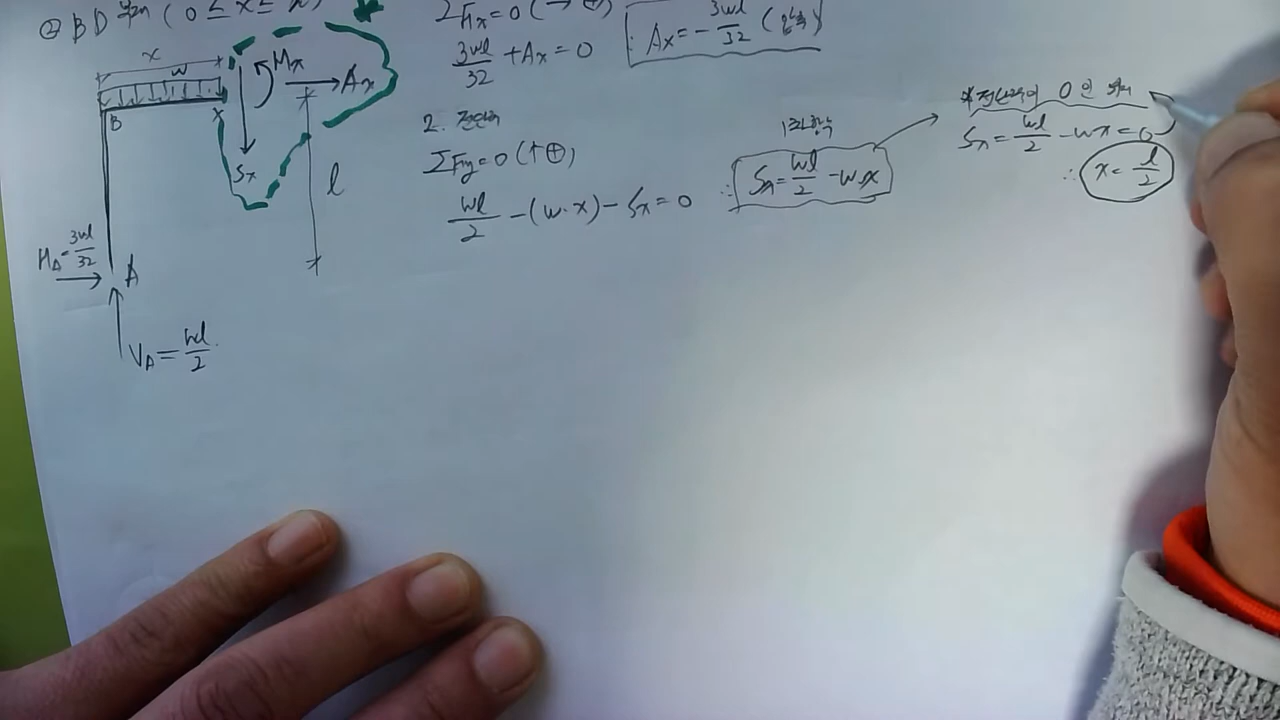 ② BD 부재 (0 ≤ x ≤ l)
ΣFx = 0 (→ ⊕)
3wl/32 + Ax = 0
∴ Ax = - 3wl/32 (압축)
x
w
B
x
Mx
Ax
Sx
l
HA = 3wl/32
A
VA = wl/2
2. 전단력
ΣFy = 0 (↑ ⊕)
wl/2 - (w·x) - Sx = 0
1차함수
∴ Sx = wl/2 - w·x
* 전단력이 0인 위치
Sx = wl/2 - wx = 0
∴ x = l/2